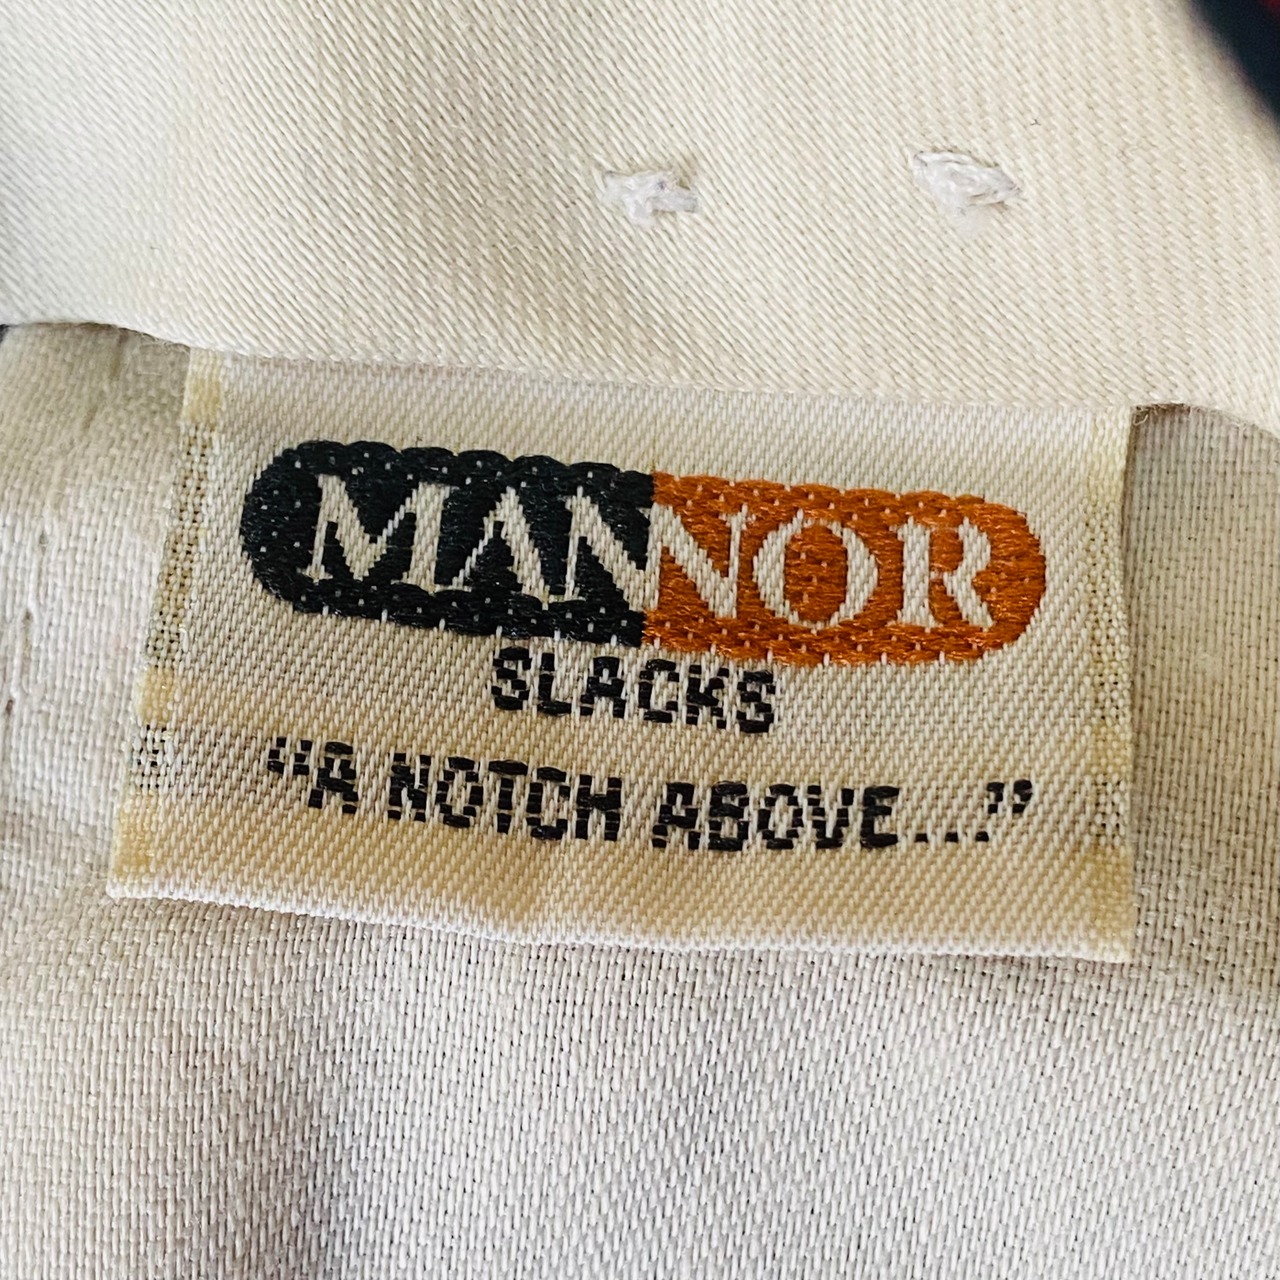 MANNOR
SLACKS
“A NOTCH ABOVE...”